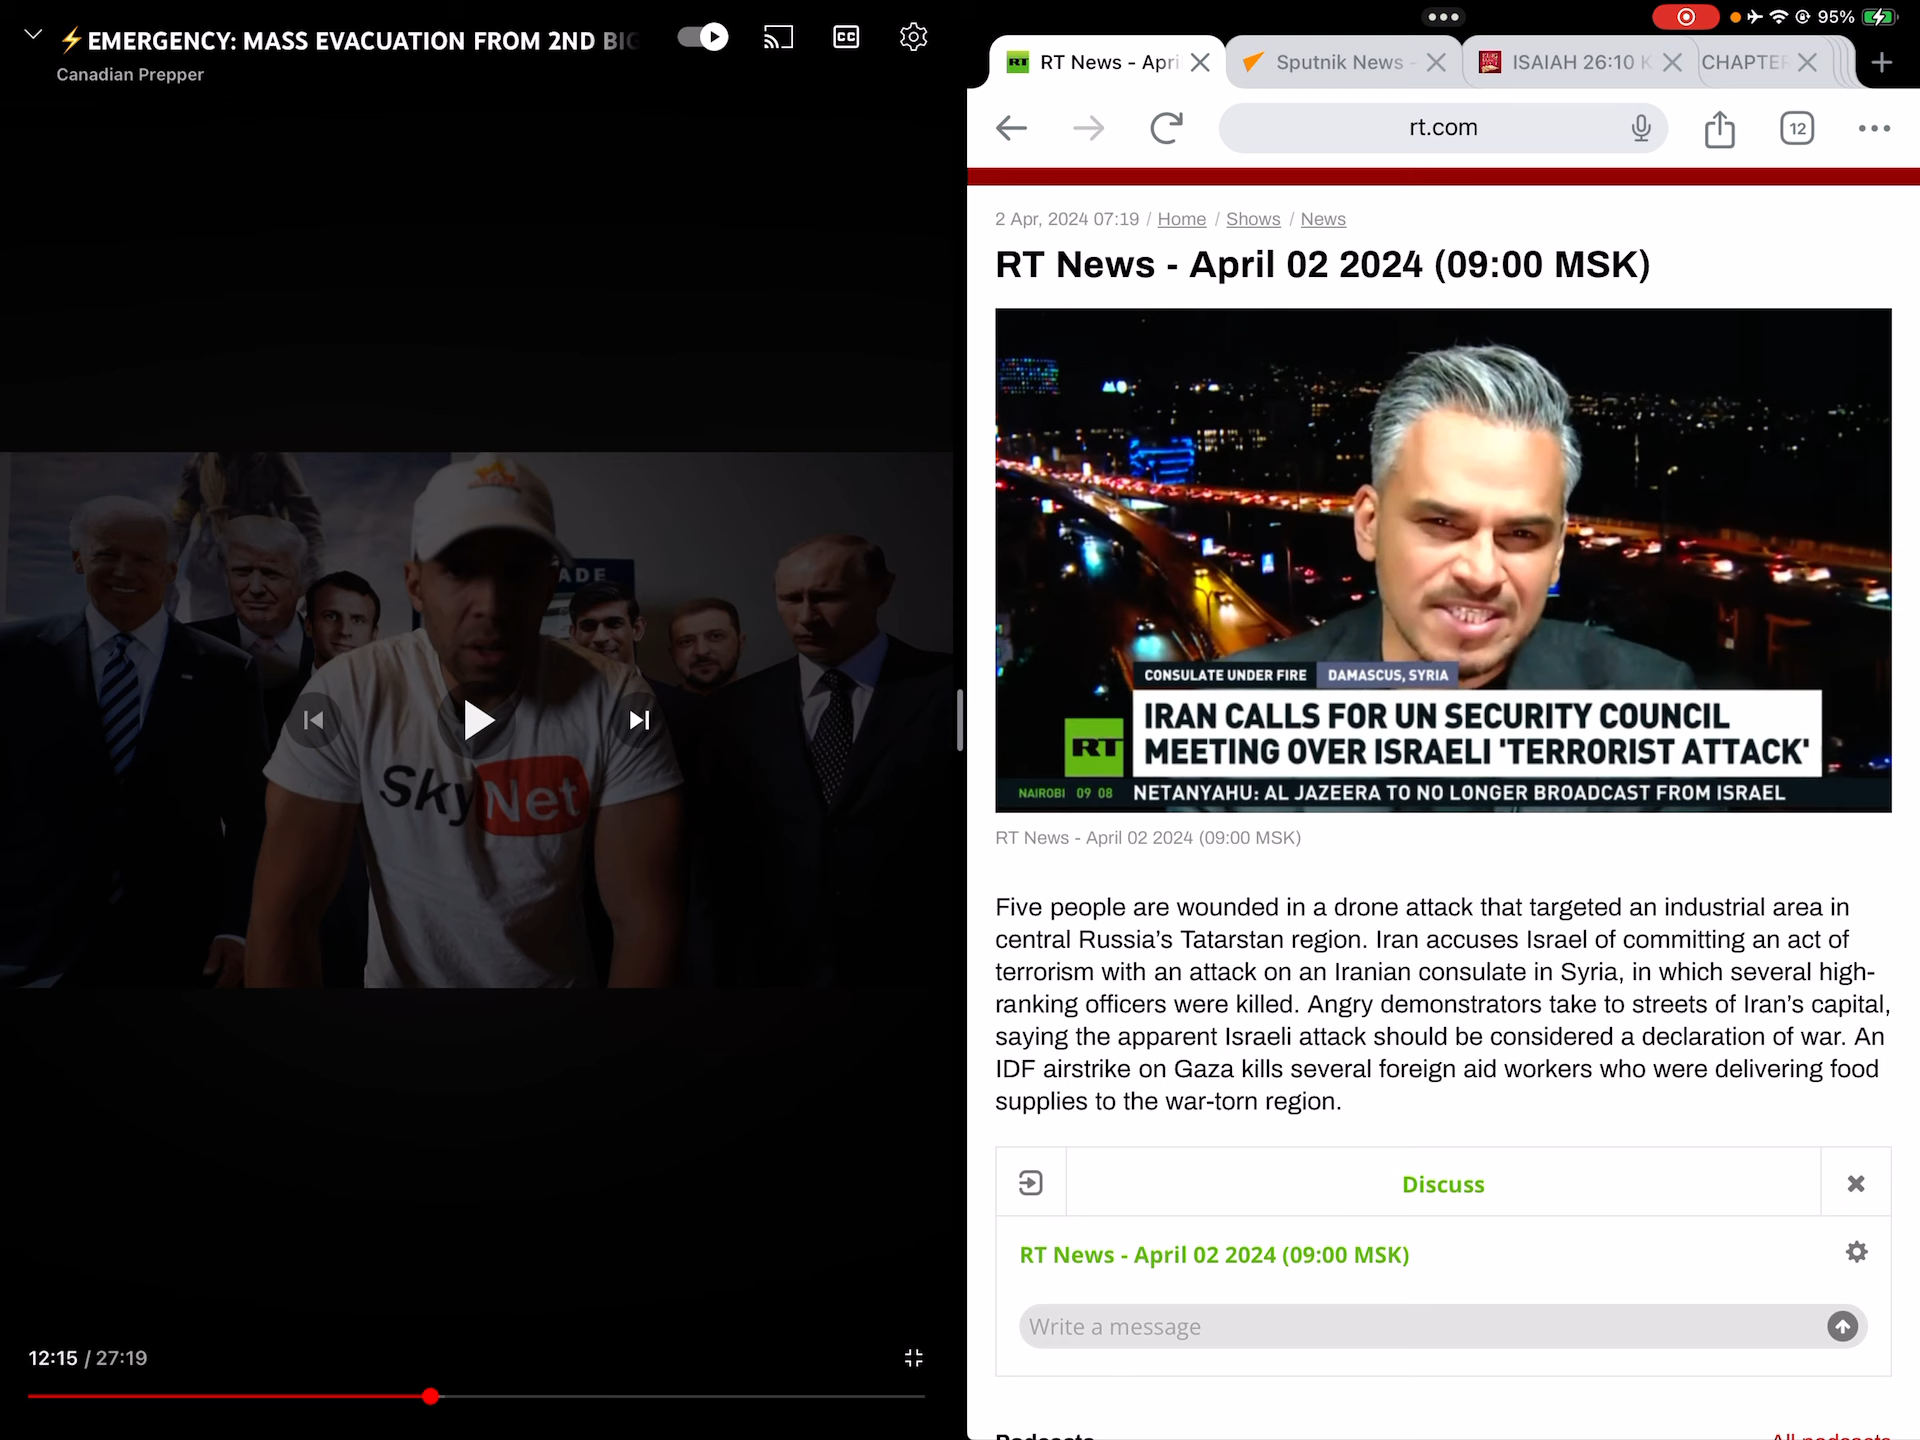 ⚡EMERGENCY: MASS EVACUATION FROM 2ND BIG
Canadian Prepper
CC
ADE
SkyNet
12:15 / 27:19
95%
RT RT News - Apri
Sputnik News -
ISAIAH 26:10 K
CHAPTER
rt.com
12
2 Apr, 2024 07:19 / Home / Shows / News
RT News - April 02 2024 (09:00 MSK)
CONSULATE UNDER FIRE DAMASCUS, SYRIA
IRAN CALLS FOR UN SECURITY COUNCIL
RT MEETING OVER ISRAELI 'TERRORIST ATTACK'
NAIROBI 09 08 NETANYAHU: AL JAZEERA TO NO LONGER BROADCAST FROM ISRAEL
RT News - April 02 2024 (09:00 MSK)
Five people are wounded in a drone attack that targeted an industrial area in
central Russia’s Tatarstan region. Iran accuses Israel of committing an act of
terrorism with an attack on an Iranian consulate in Syria, in which several high-
ranking officers were killed. Angry demonstrators take to streets of Iran’s capital,
saying the apparent Israeli attack should be considered a declaration of war. An
IDF airstrike on Gaza kills several foreign aid workers who were delivering food
supplies to the war-torn region.
Discuss
RT News - April 02 2024 (09:00 MSK)
Write a message
Podcasts
All podcasts